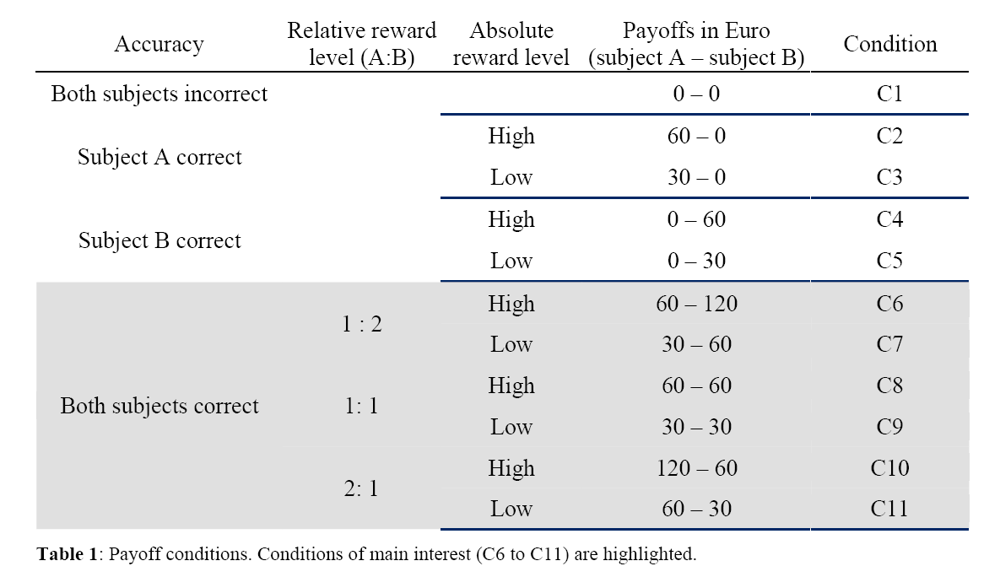 Accuracy Relative reward level (A:B) Absolute reward level Payoffs in Euro (subject A – subject B) Condition
Both subjects incorrect 0 – 0 C1
Subject A correct High 60 – 0 C2
Low 30 – 0 C3
Subject B correct High 0 – 60 C4
Low 0 – 30 C5
Both subjects correct 1 : 2 High 60 – 120 C6
Low 30 – 60 C7
1: 1 High 60 – 60 C8
Low 30 – 30 C9
2: 1 High 120 – 60 C10
Low 60 – 30 C11
Table 1: Payoff conditions. Conditions of main interest (C6 to C11) are highlighted.